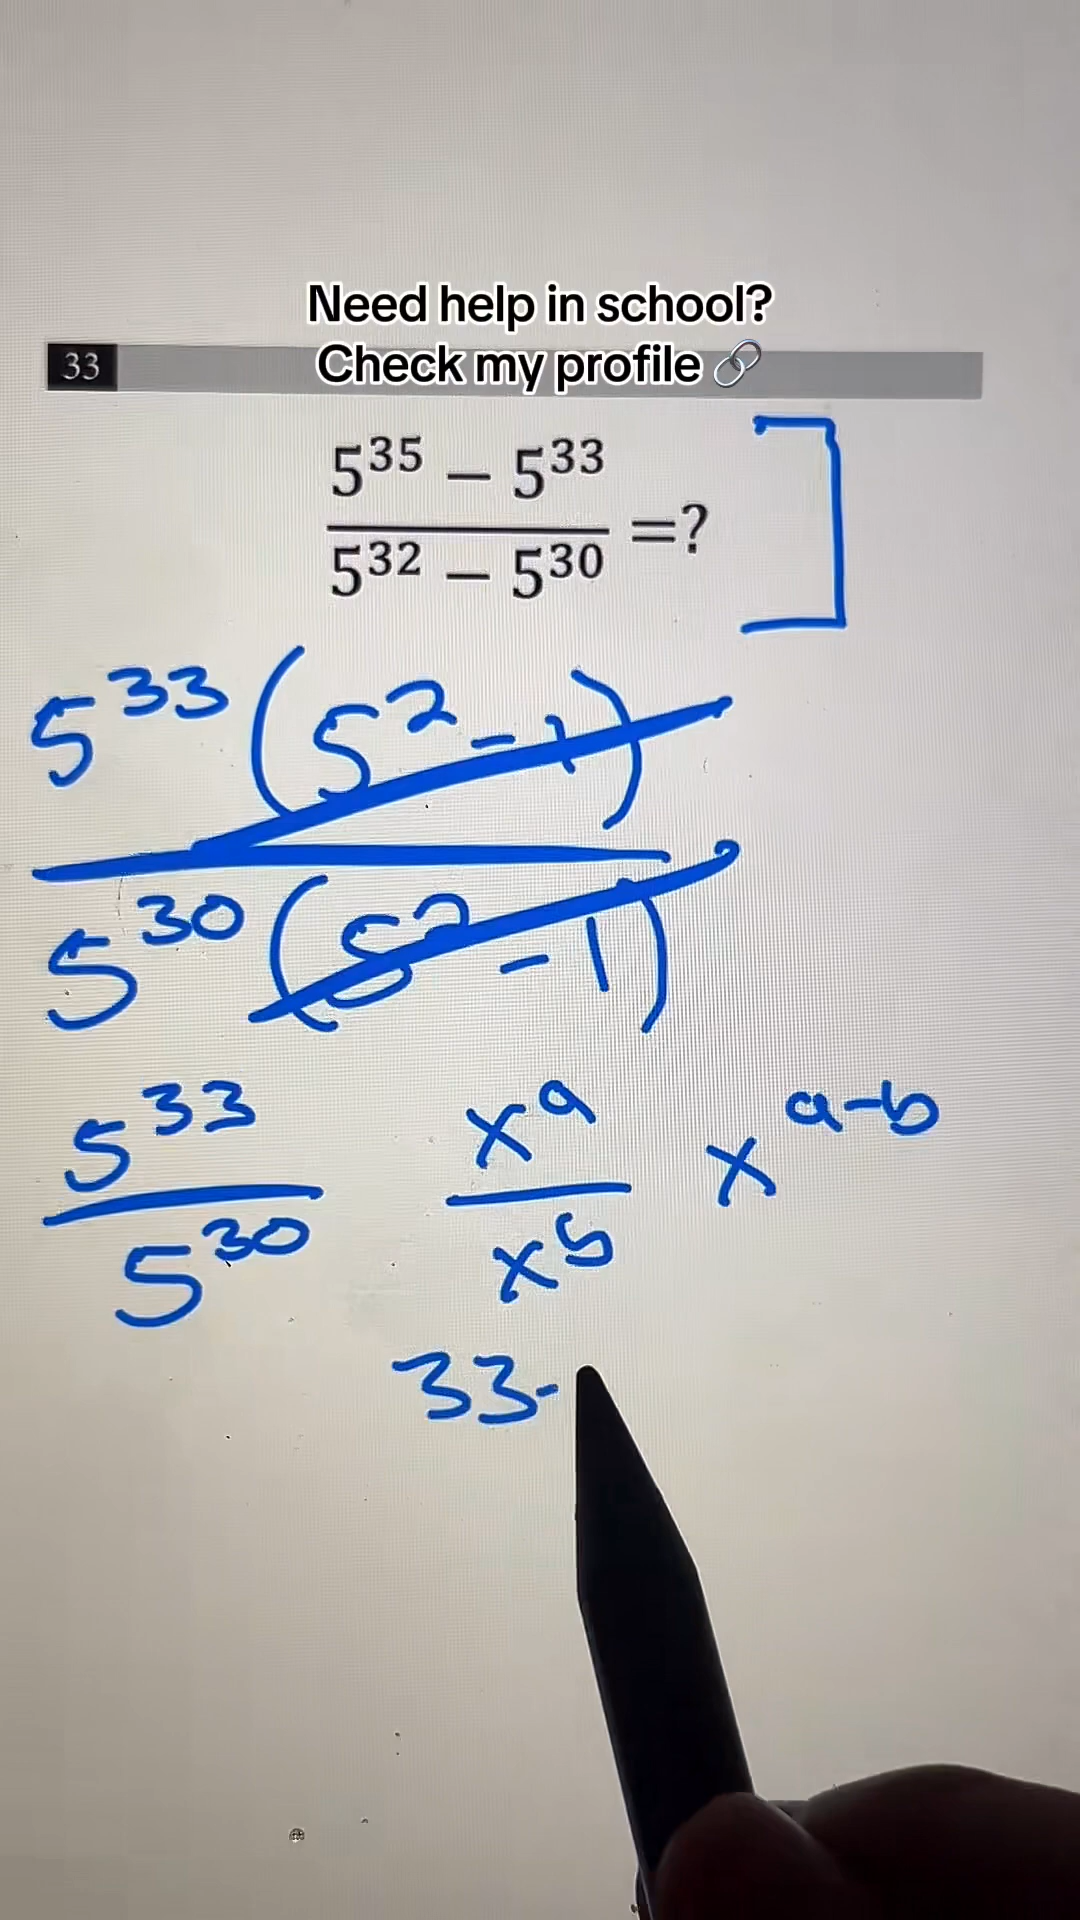 Need help in school?
Check my profile 🔗
33
5³⁵ − 5³³
5³² − 5³⁰
=?
5³³(5² - 1)
5³⁰(5² - 1)
5³³
5³⁰
xᵃ
xᵇ
xᵃ⁻ᵇ
33-